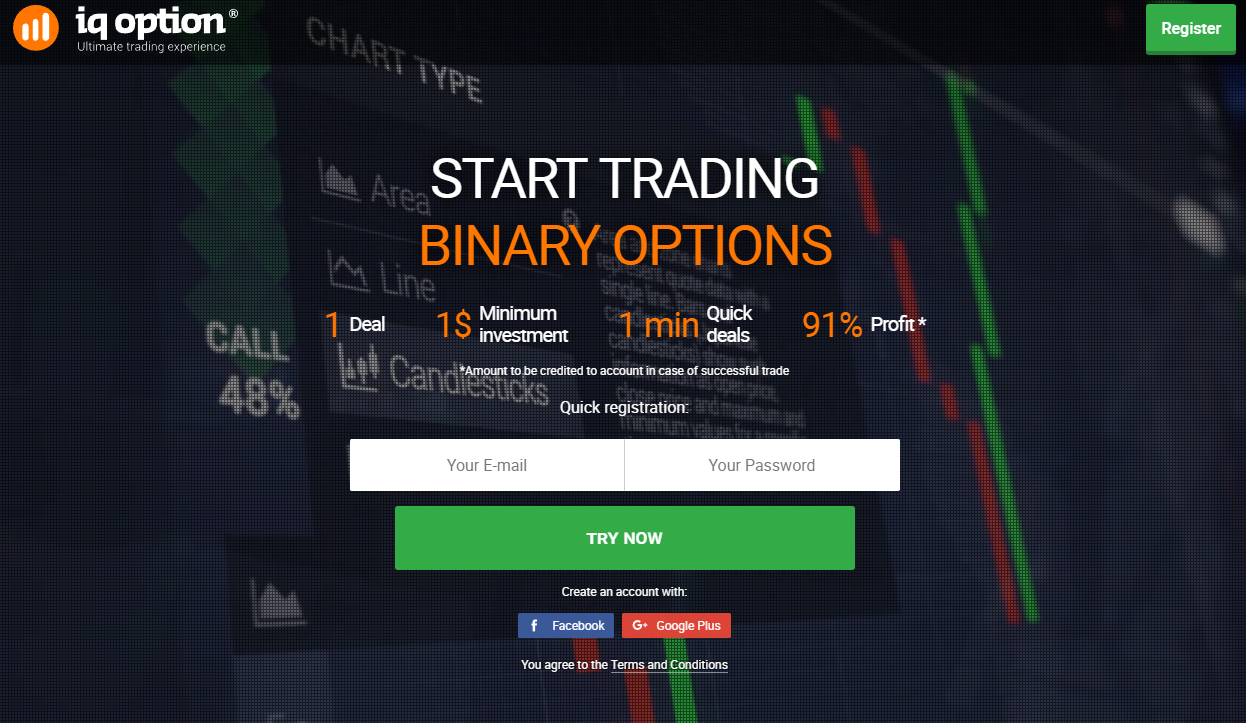 iq option®
Ultimate trading experience
Register
CHART TYPE
START TRADING
Area
BINARY OPTIONS
Line
1 Deal
1$ Minimum
investment
1 min Quick
deals
91% Profit *
CALL
48%
Candlesticks
*Amount to be credited to account in case of successful trade
Quick registration:
Your E-mail
Your Password
TRY NOW
Create an account with:
f Facebook
G+ Google Plus
You agree to the Terms and Conditions